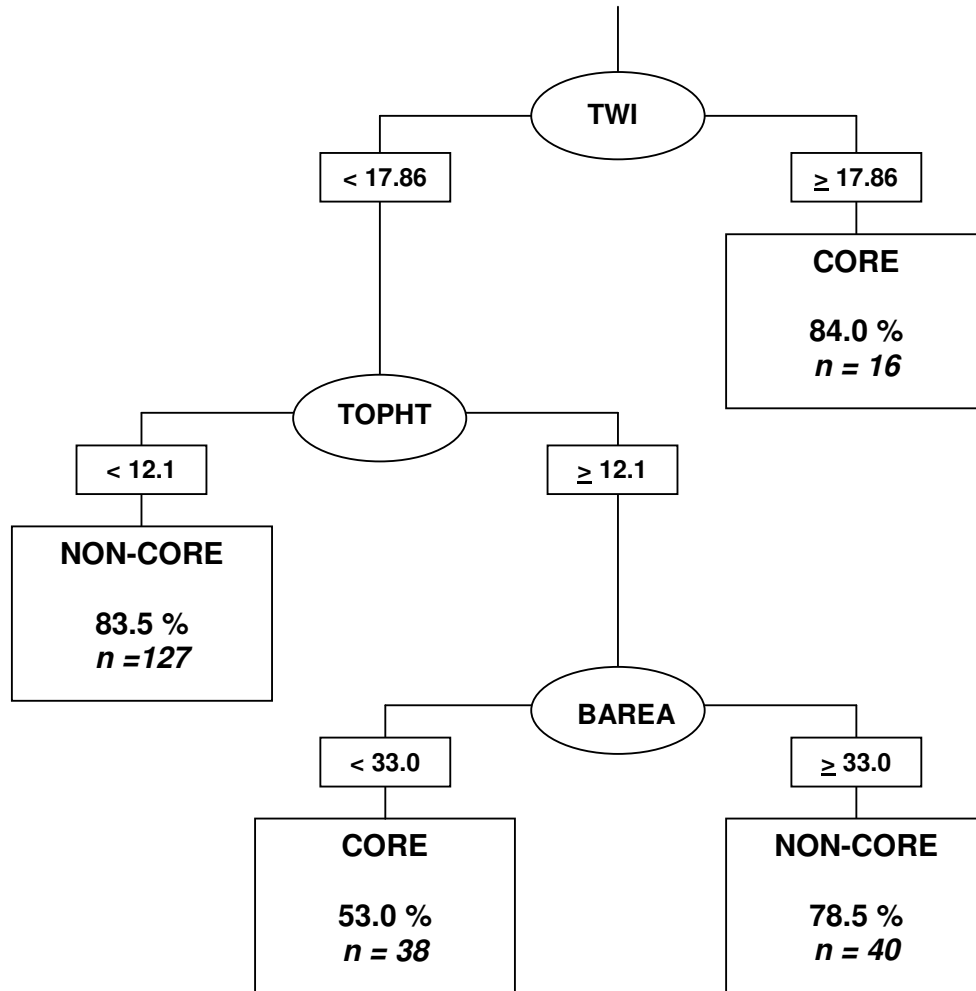 TWI
< 17.86
≥ 17.86
CORE
84.0 %
n = 16
TOPHT
< 12.1
≥ 12.1
NON-CORE
83.5 %
n =127
BAREA
< 33.0
≥ 33.0
CORE
53.0 %
n = 38
NON-CORE
78.5 %
n = 40